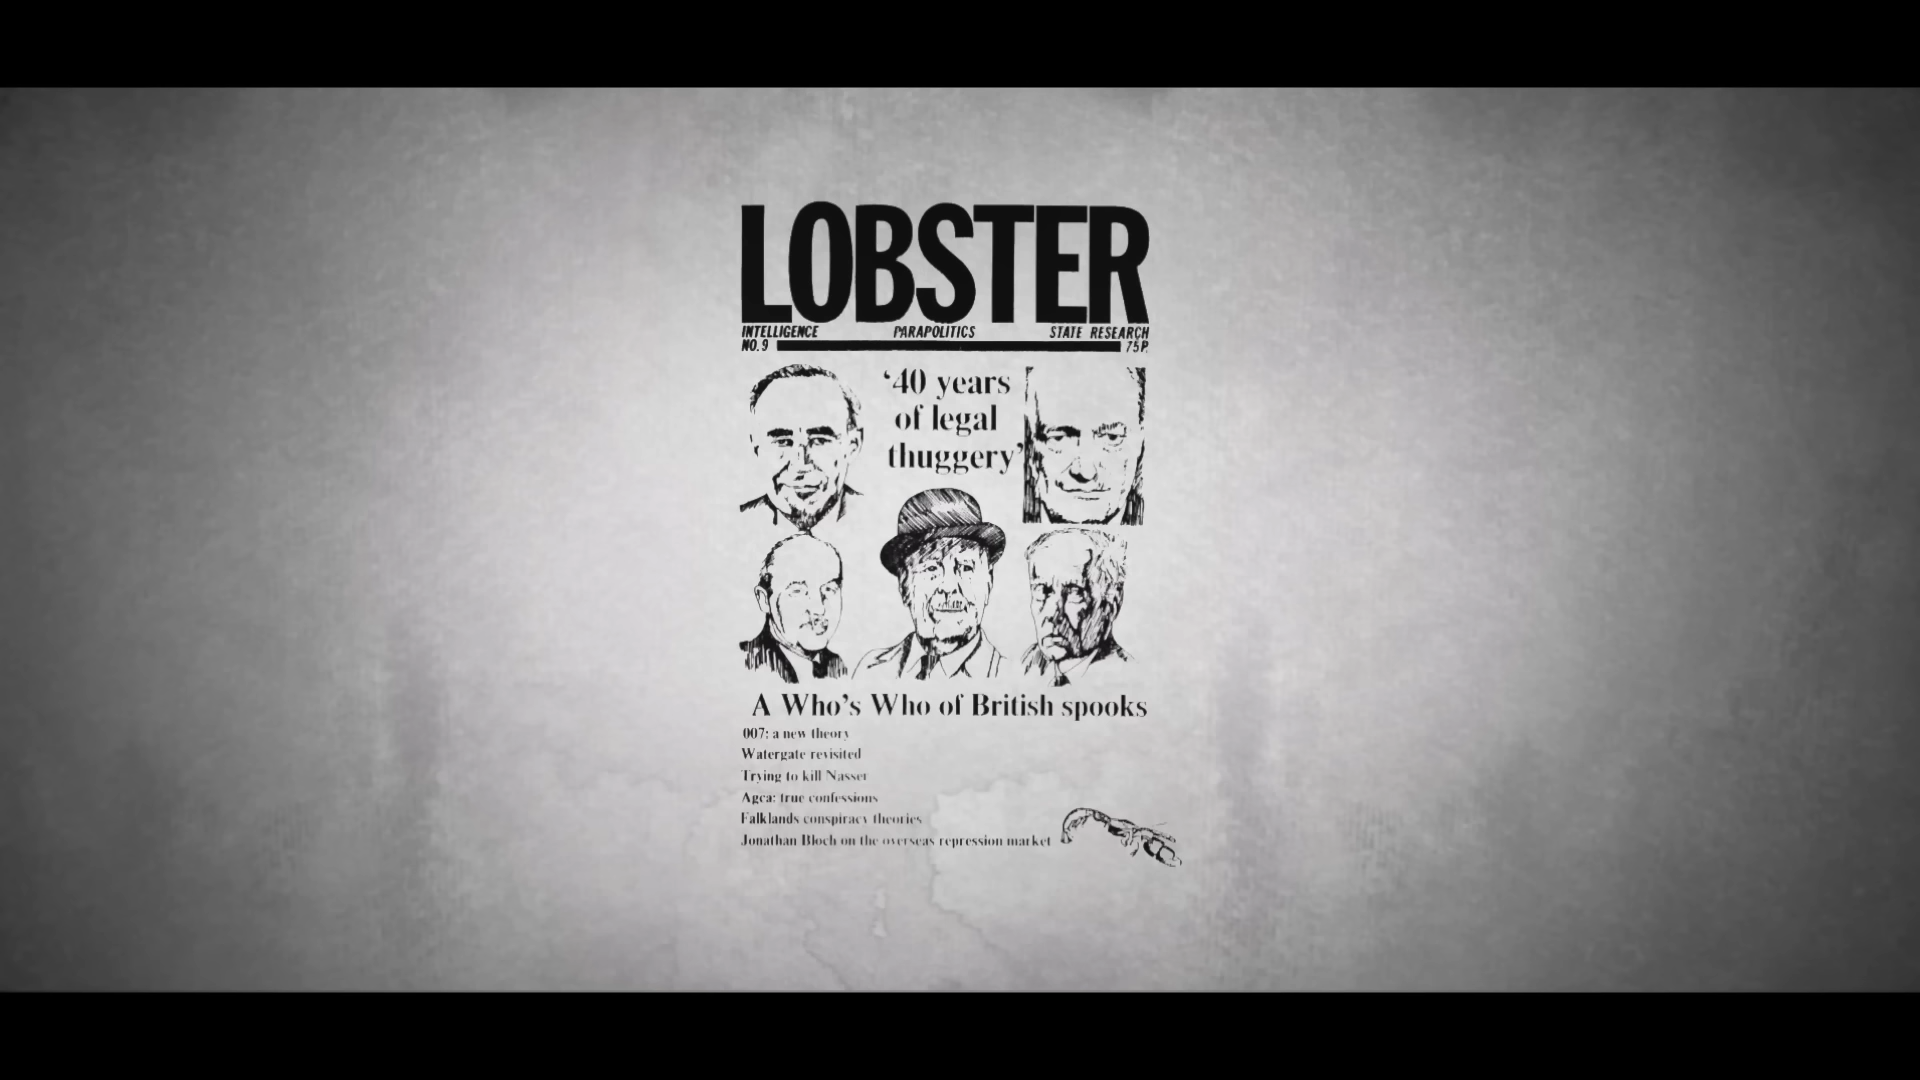 LOBSTER
INTELLIGENCE PARAPOLITICS STATE RESEARCH
NO.9 75P.
‘40 years
of legal
thuggery’
A Who’s Who of British spooks
007: a new theory
Watergate revisited
Trying to kill Nasser
Agca: true confessions
Falklands conspiracy theories
Jonathan Bloch on the overseas repression market